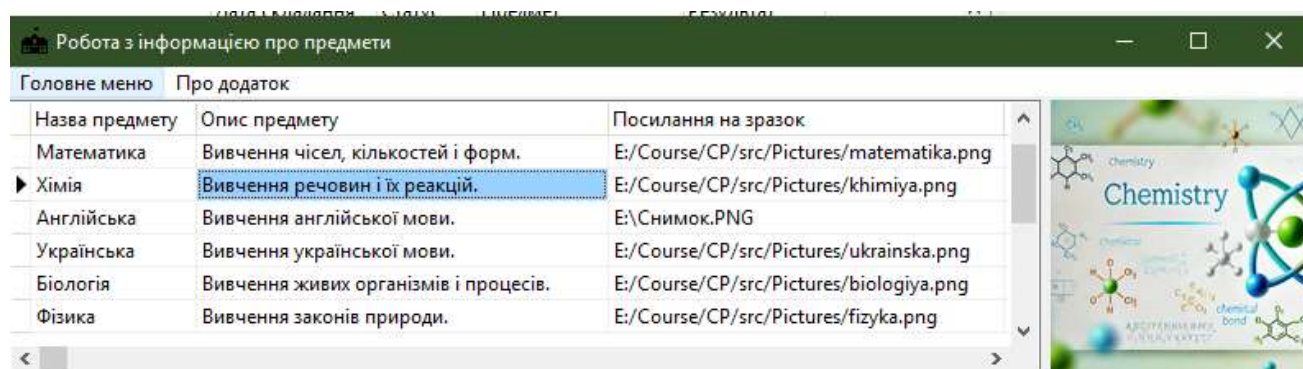 Робота з інформацією про предмети
Головне меню Про додаток
Назва предмету Опис предмету Посилання на зразок
Математика Вивчення чісел, кількостей і форм. E:/Course/CP/src/Pictures/matematika.png
Хімія Вивчення речовин і їх реакцій. E:/Course/CP/src/Pictures/khimiya.png
Англійська Вивчення англійської мови. E:\Снимок.PNG
Українська Вивчення української мови. E:/Course/CP/src/Pictures/ukrainska.png
Біологія Вивчення живих організмів і процесів. E:/Course/CP/src/Pictures/biologiya.png
Фізика Вивчення законів природи. E:/Course/CP/src/Pictures/fizyka.png
Chemistry
Chemistry
chemical
bond